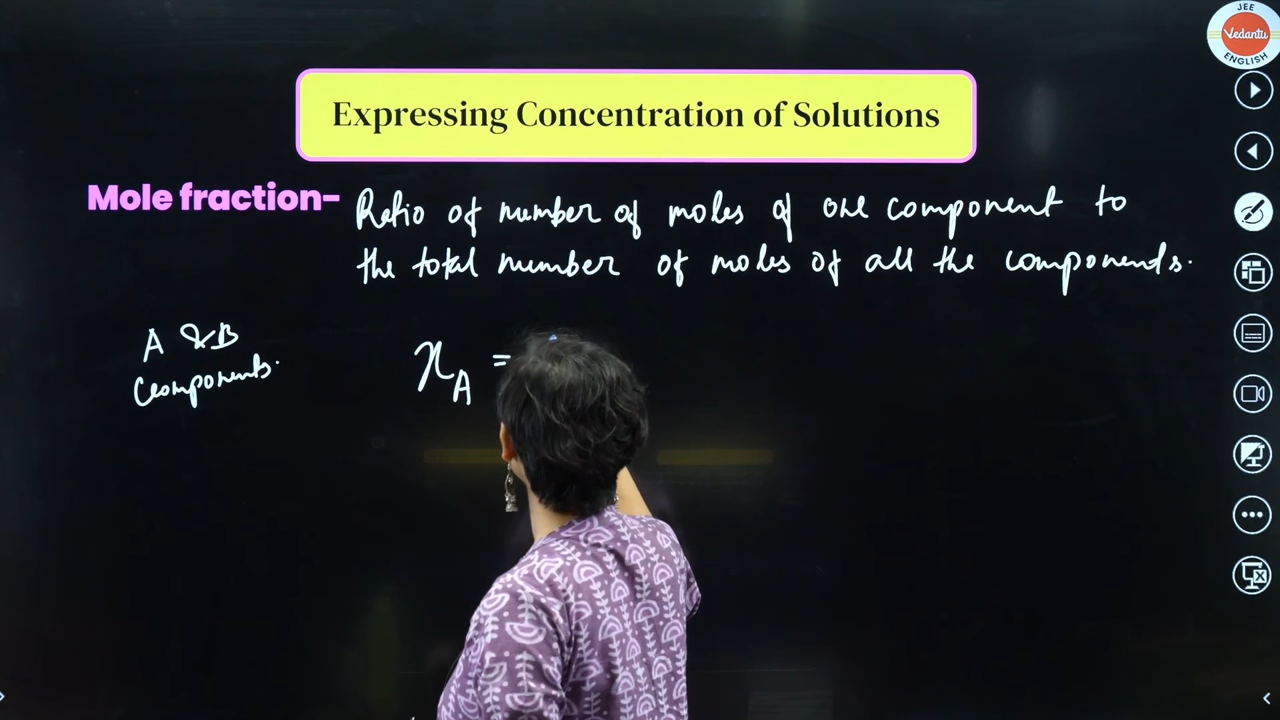 JEE
Vedantu
ENGLISH
Expressing Concentration of Solutions
Mole fraction- Ratio of number of moles of one component to
the total number of moles of all the components.
A & B
Components.
x_A =